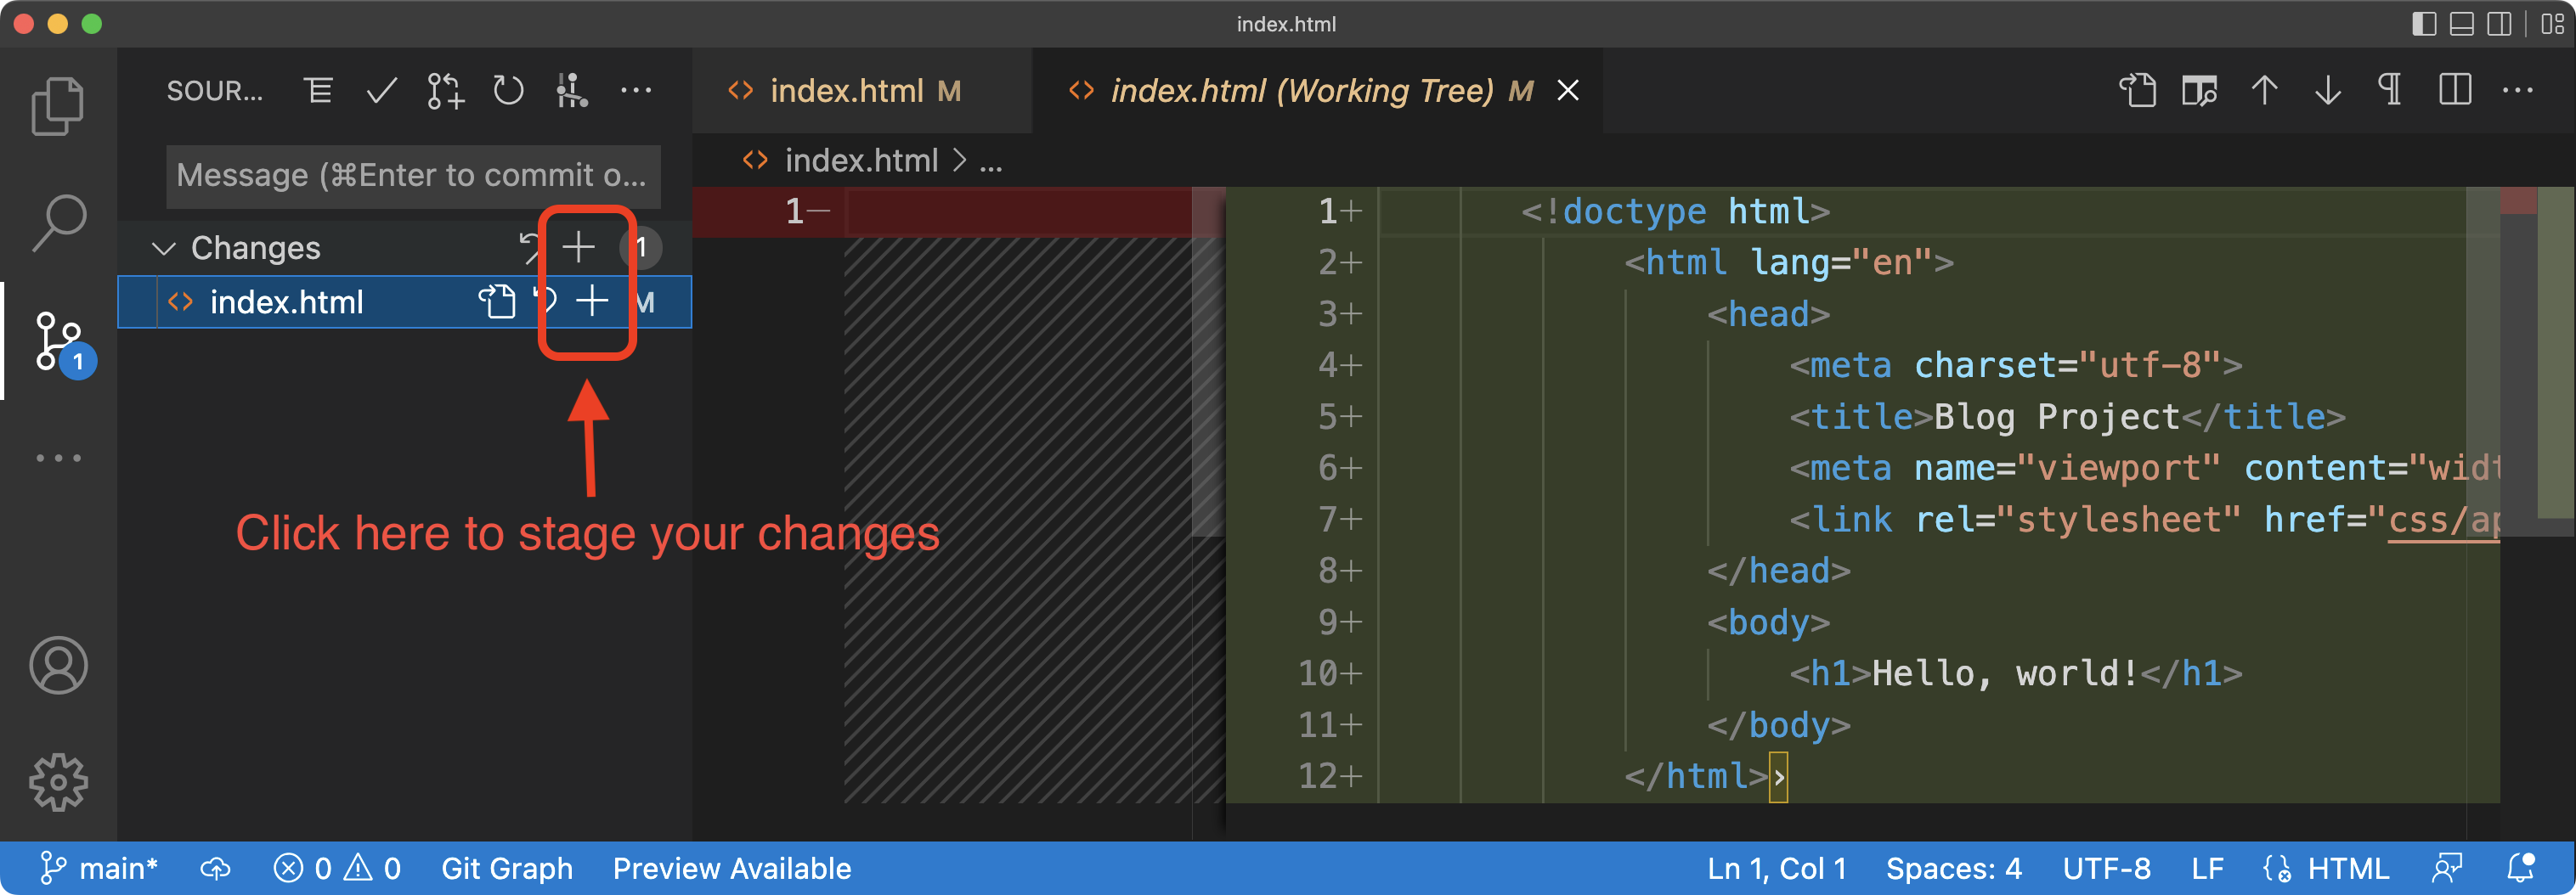 index.html
SOUR...
index.html M
index.html (Working Tree) M
Message (⌘Enter to commit o...
index.html > ...
Changes 1
index.html M
1
Click here to stage your changes
1—
1+ <!doctype html>
2+ <html lang="en">
3+ <head>
4+ <meta charset="utf-8">
5+ <title>Blog Project</title>
6+ <meta name="viewport" content="widt
7+ <link rel="stylesheet" href="css/ap
8+ </head>
9+ <body>
10+ <h1>Hello, world!</h1>
11+ </body>
12+ </html>
main* 0 0 Git Graph Preview Available Ln 1, Col 1 Spaces: 4 UTF-8 LF HTML